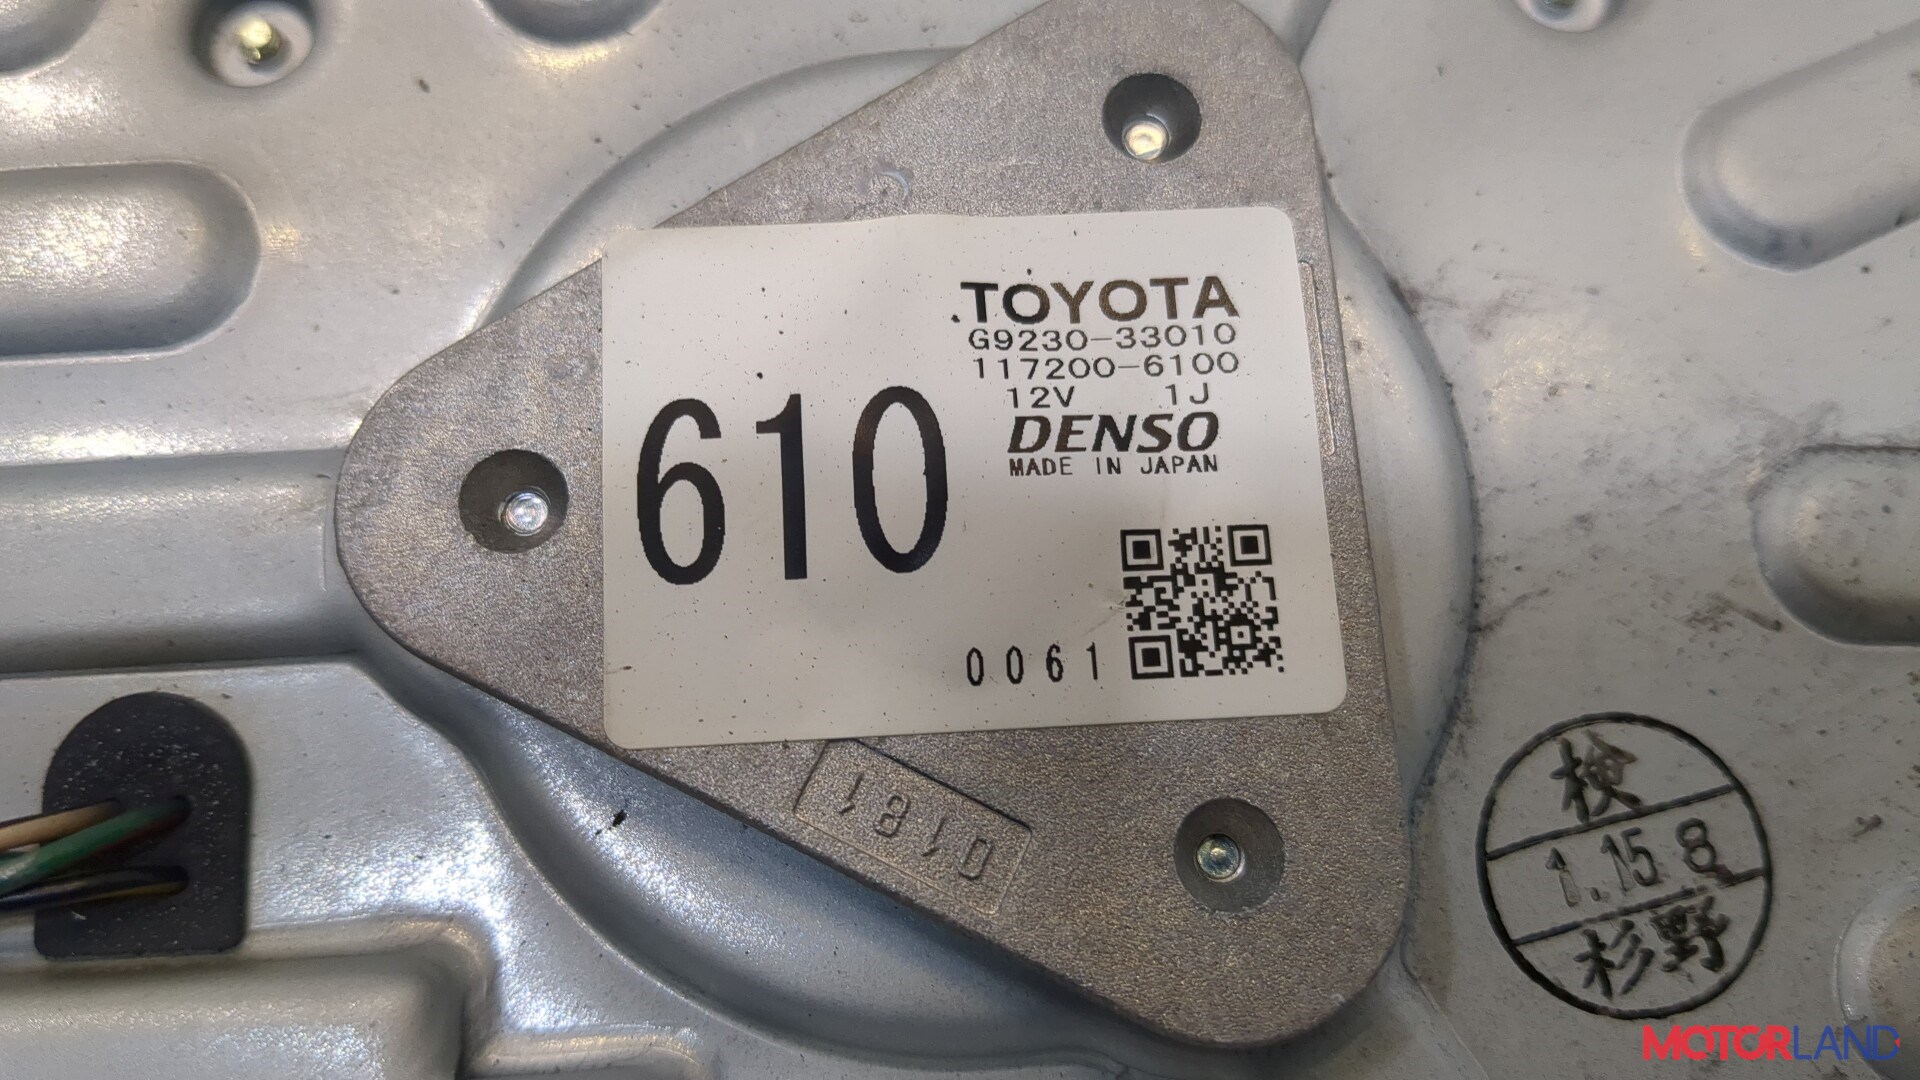 TOYOTA
G9230-33010
117200-6100
12V 1J
DENSO
MADE IN JAPAN
610
0061
0181
検
1.15 8
杉野
MOTORLAND